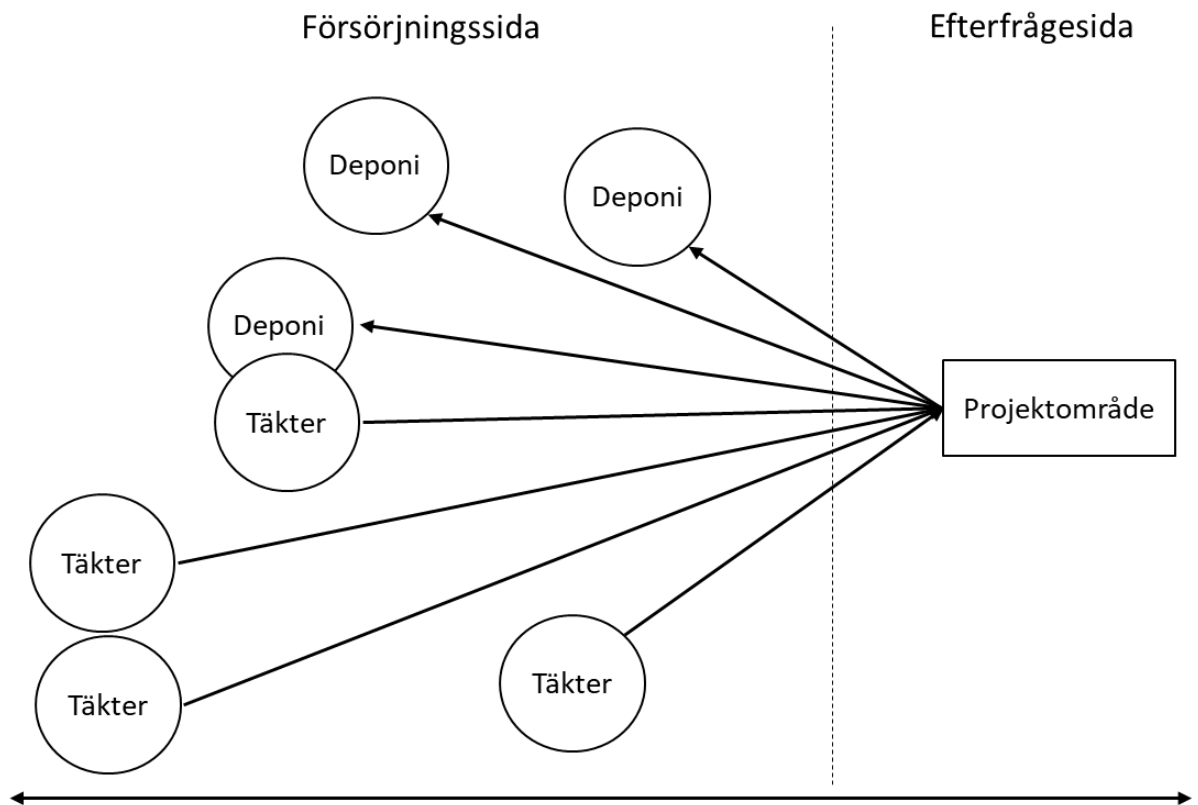 Försörjningssida
Efterfrågesida
Deponi
Deponi
Deponi
Täkter
Projektområde
Täkter
Täkter
Täkter